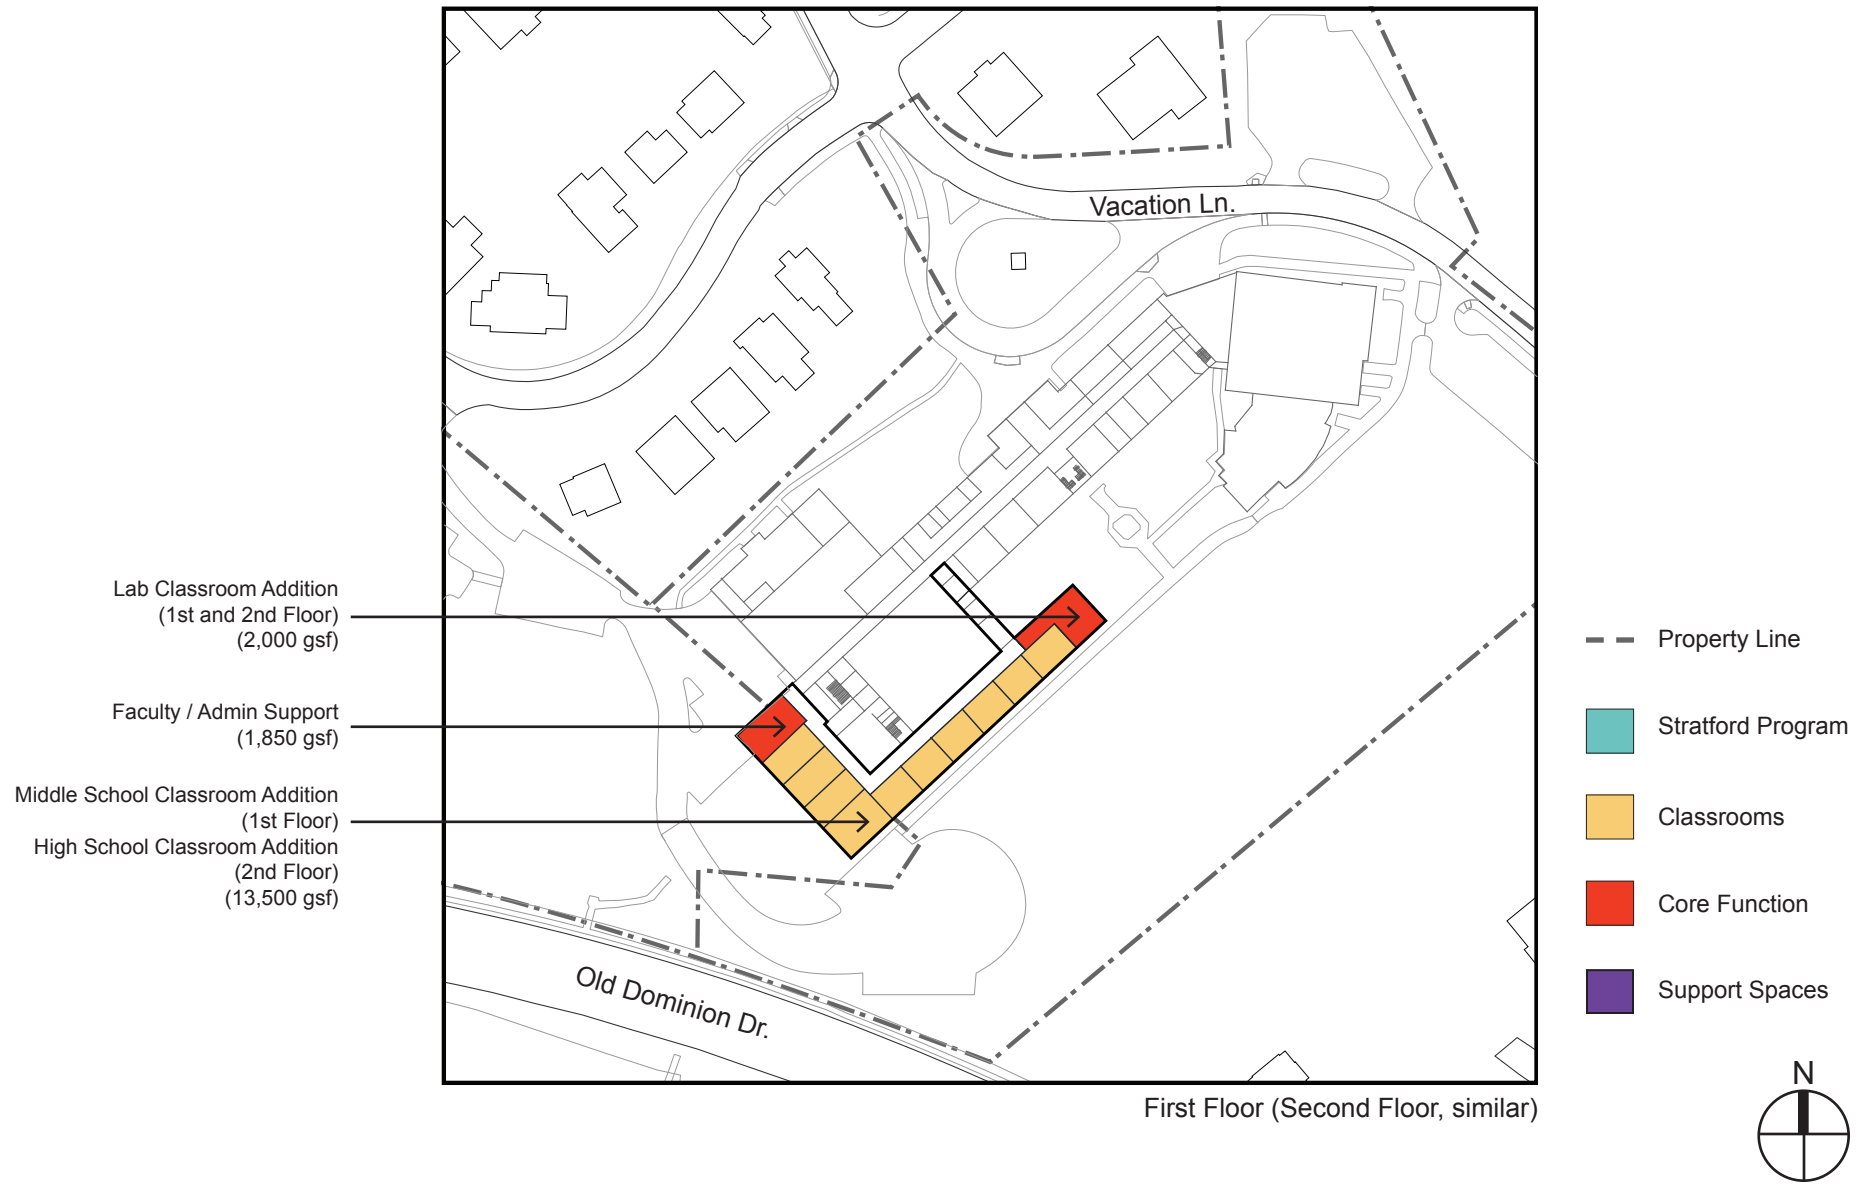 Vacation Ln.
Lab Classroom Addition
(1st and 2nd Floor)
(2,000 gsf)
Faculty / Admin Support
(1,850 gsf)
Middle School Classroom Addition
(1st Floor)
High School Classroom Addition
(2nd Floor)
(13,500 gsf)
Old Dominion Dr.
Property Line
Stratford Program
Classrooms
Core Function
Support Spaces
N
First Floor (Second Floor, similar)